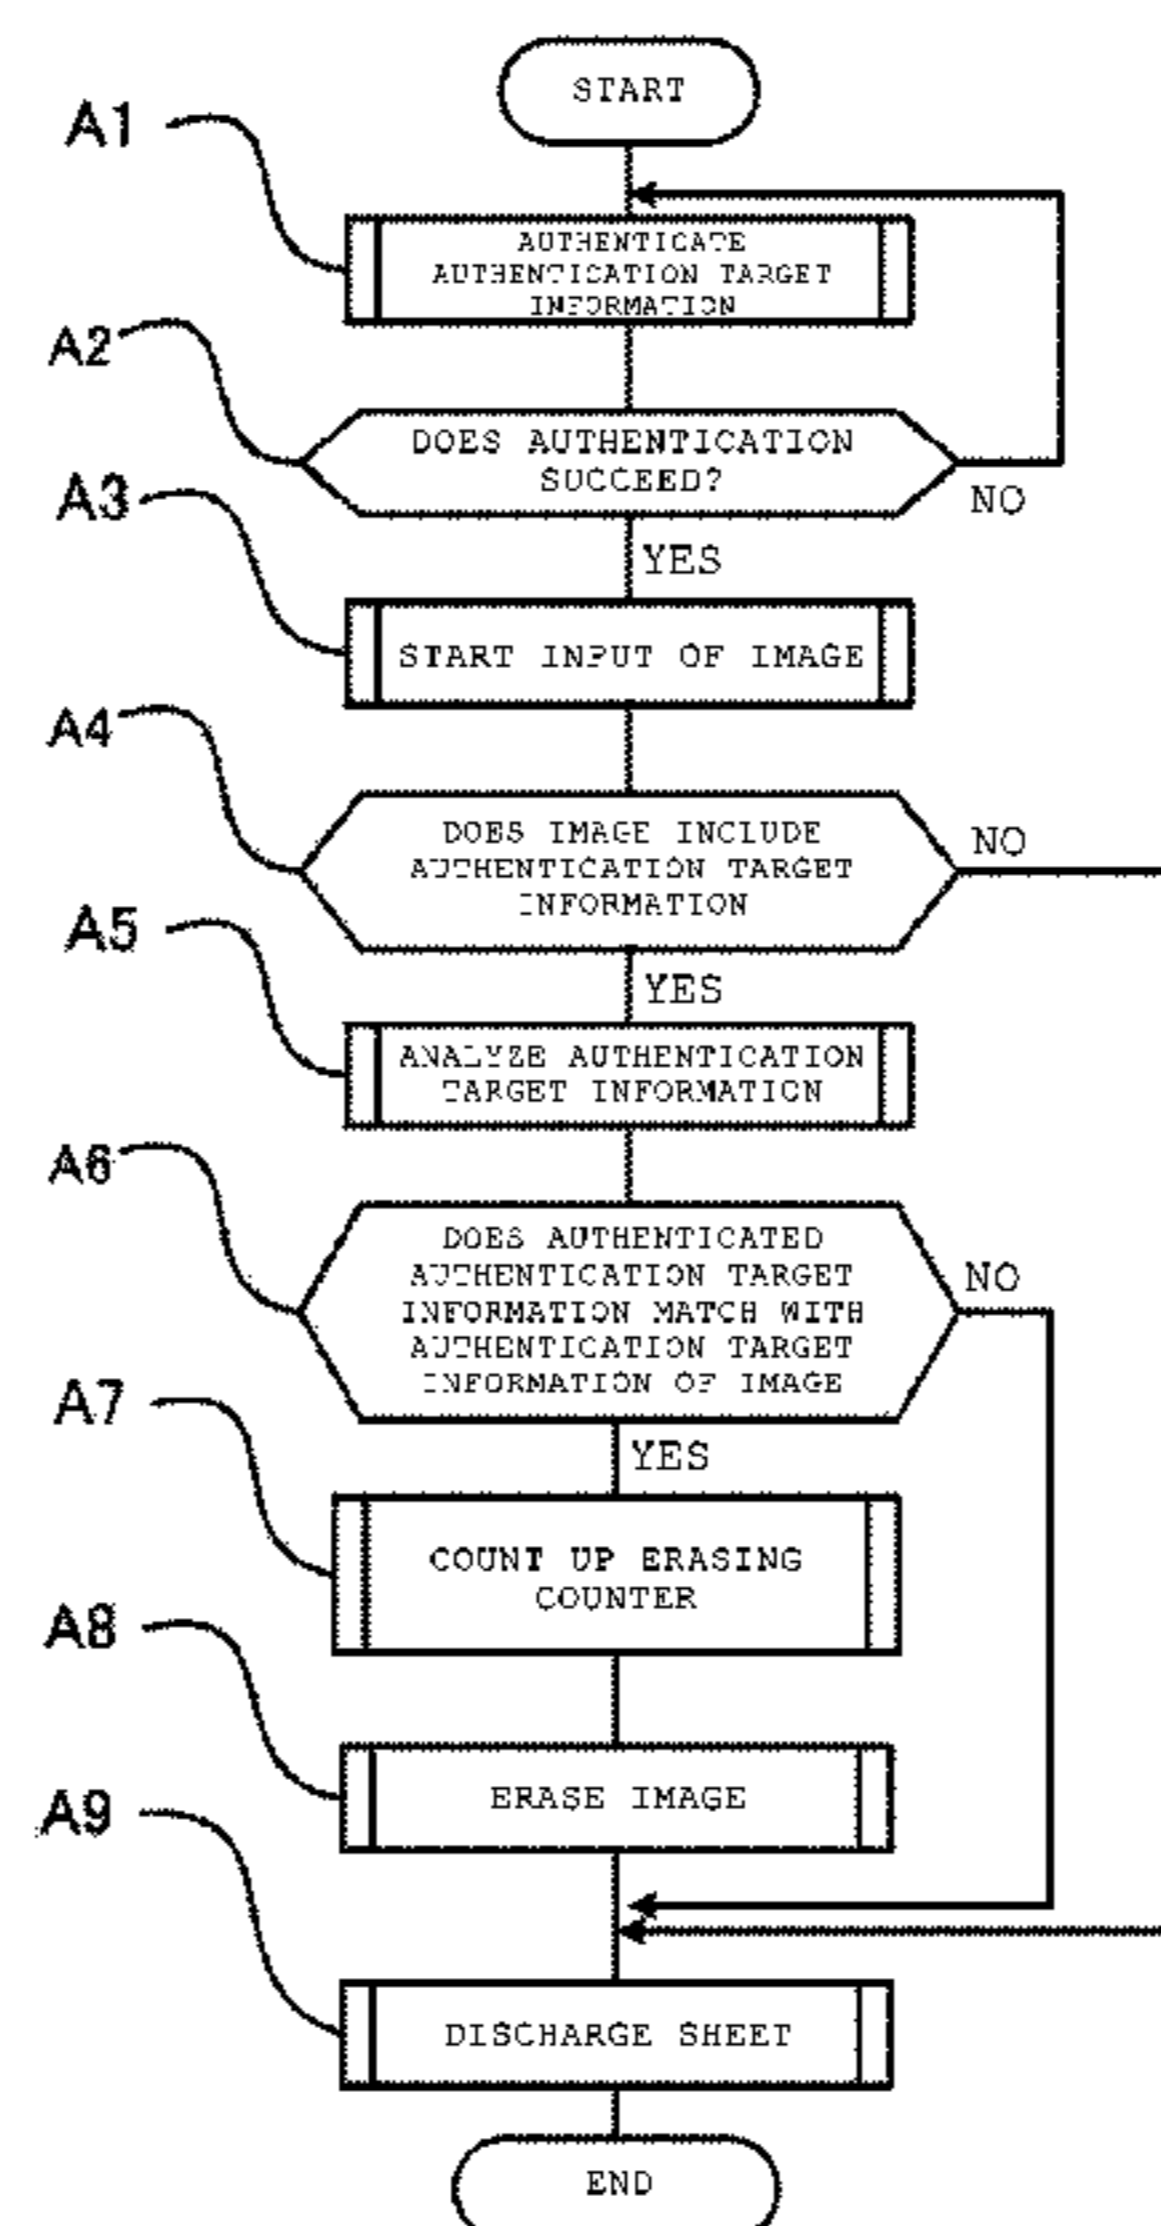 START
A1
AUTHENTICATE
AUTHENTICATION TARGET
INFORMATION
A2
DOES AUTHENTICATION
SUCCEED?
NO
A3
YES
START INPUT OF IMAGE
A4
DOES IMAGE INCLUDE
AUTHENTICATION TARGET
INFORMATION
NO
A5
YES
ANALYZE AUTHENTICATION
TARGET INFORMATION
A6
DOES AUTHENTICATED
AUTHENTICATION TARGET
INFORMATION MATCH WITH
AUTHENTICATION TARGET
INFORMATION OF IMAGE
NO
A7
YES
COUNT UP ERASING
COUNTER
A8
ERASE IMAGE
A9
DISCHARGE SHEET
END